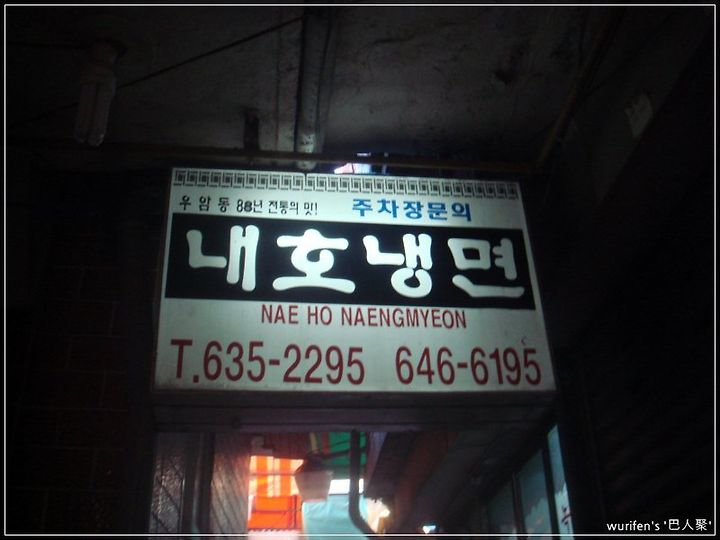 우암동 88년 전통의 맛! 주차장문의
내호냉면
NAE HO NAENGMYEON
T.635-2295 646-6195
wurifen's '巴人聚'